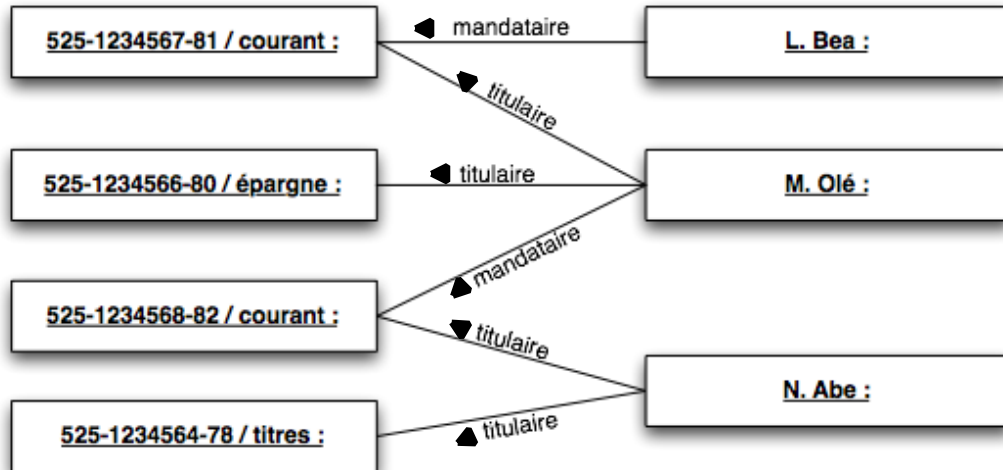 525-1234567-81 / courant :
mandataire
L. Bea :
titulaire
525-1234566-80 / épargne :
titulaire
M. Olé :
mandataire
525-1234568-82 / courant :
titulaire
N. Abe :
525-1234564-78 / titres :
titulaire